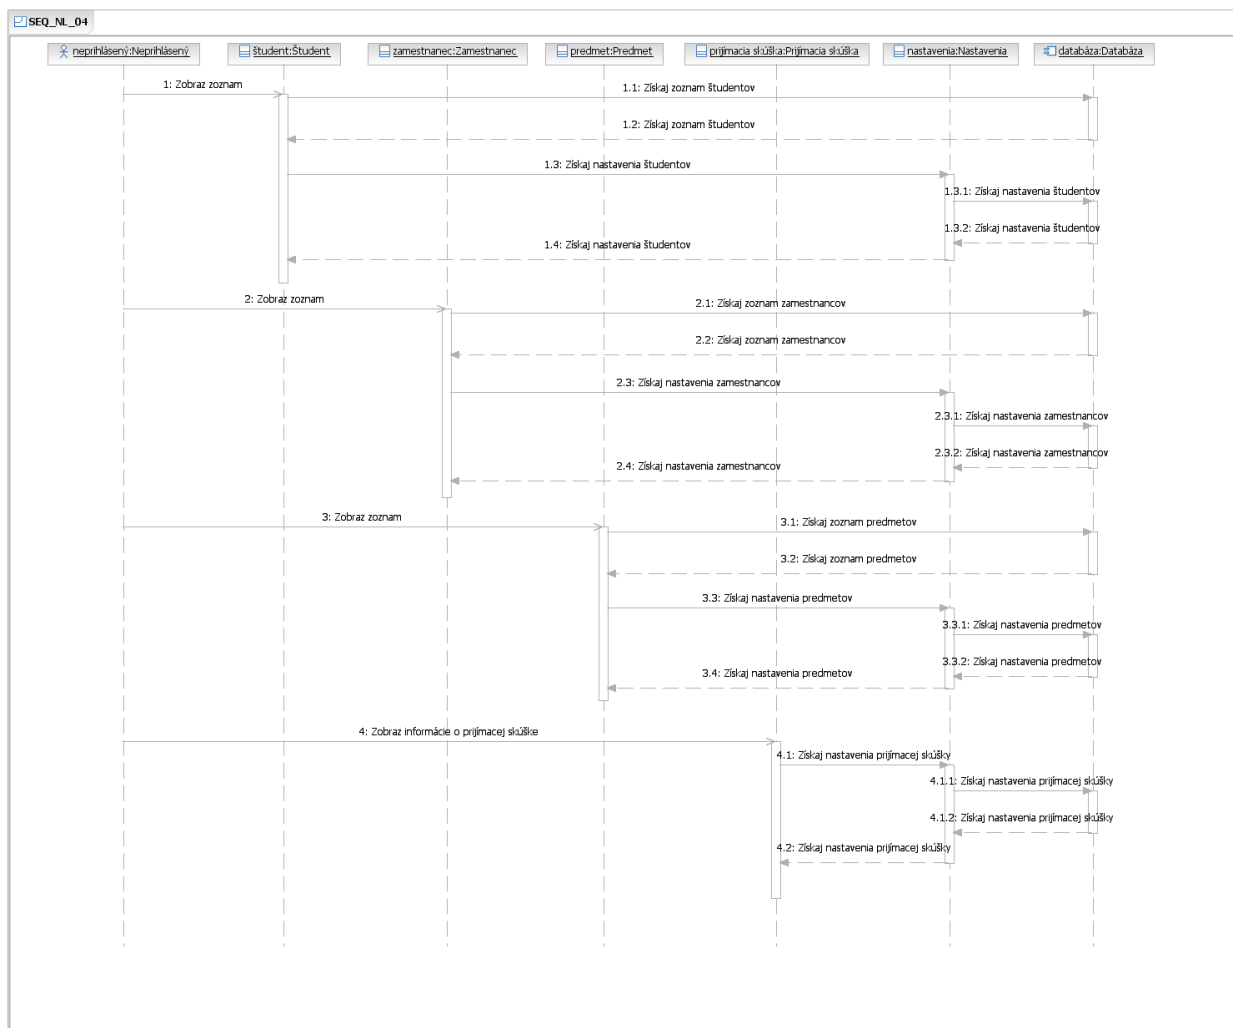 SEQ_NL_04
neprihlásený:Neprihlásený
študent:Študent
zamestnanec:Zamestnanec
predmet:Predmet
prijímacia skúška:Prijímacia skúška
nastavenia:Nastavenia
databáza:Databáza
1: Zobraz zoznam
1.1: Získaj zoznam študentov
1.2: Získaj zoznam študentov
1.3: Získaj nastavenia študentov
1.3.1: Získaj nastavenia študentov
1.3.2: Získaj nastavenia študentov
1.4: Získaj nastavenia študentov
2: Zobraz zoznam
2.1: Získaj zoznam zamestnancov
2.2: Získaj zoznam zamestnancov
2.3: Získaj nastavenia zamestnancov
2.3.1: Získaj nastavenia zamestnancov
2.3.2: Získaj nastavenia zamestnancov
2.4: Získaj nastavenia zamestnancov
3: Zobraz zoznam
3.1: Získaj zoznam predmetov
3.2: Získaj zoznam predmetov
3.3: Získaj nastavenia predmetov
3.3.1: Získaj nastavenia predmetov
3.3.2: Získaj nastavenia predmetov
3.4: Získaj nastavenia predmetov
4: Zobraz informácie o prijímacej skúške
4.1: Získaj nastavenia prijímacej skúšky
4.1.1: Získaj nastavenia prijímacej skúšky
4.1.2: Získaj nastavenia prijímacej skúšky
4.2: Získaj nastavenia prijímacej skúšky